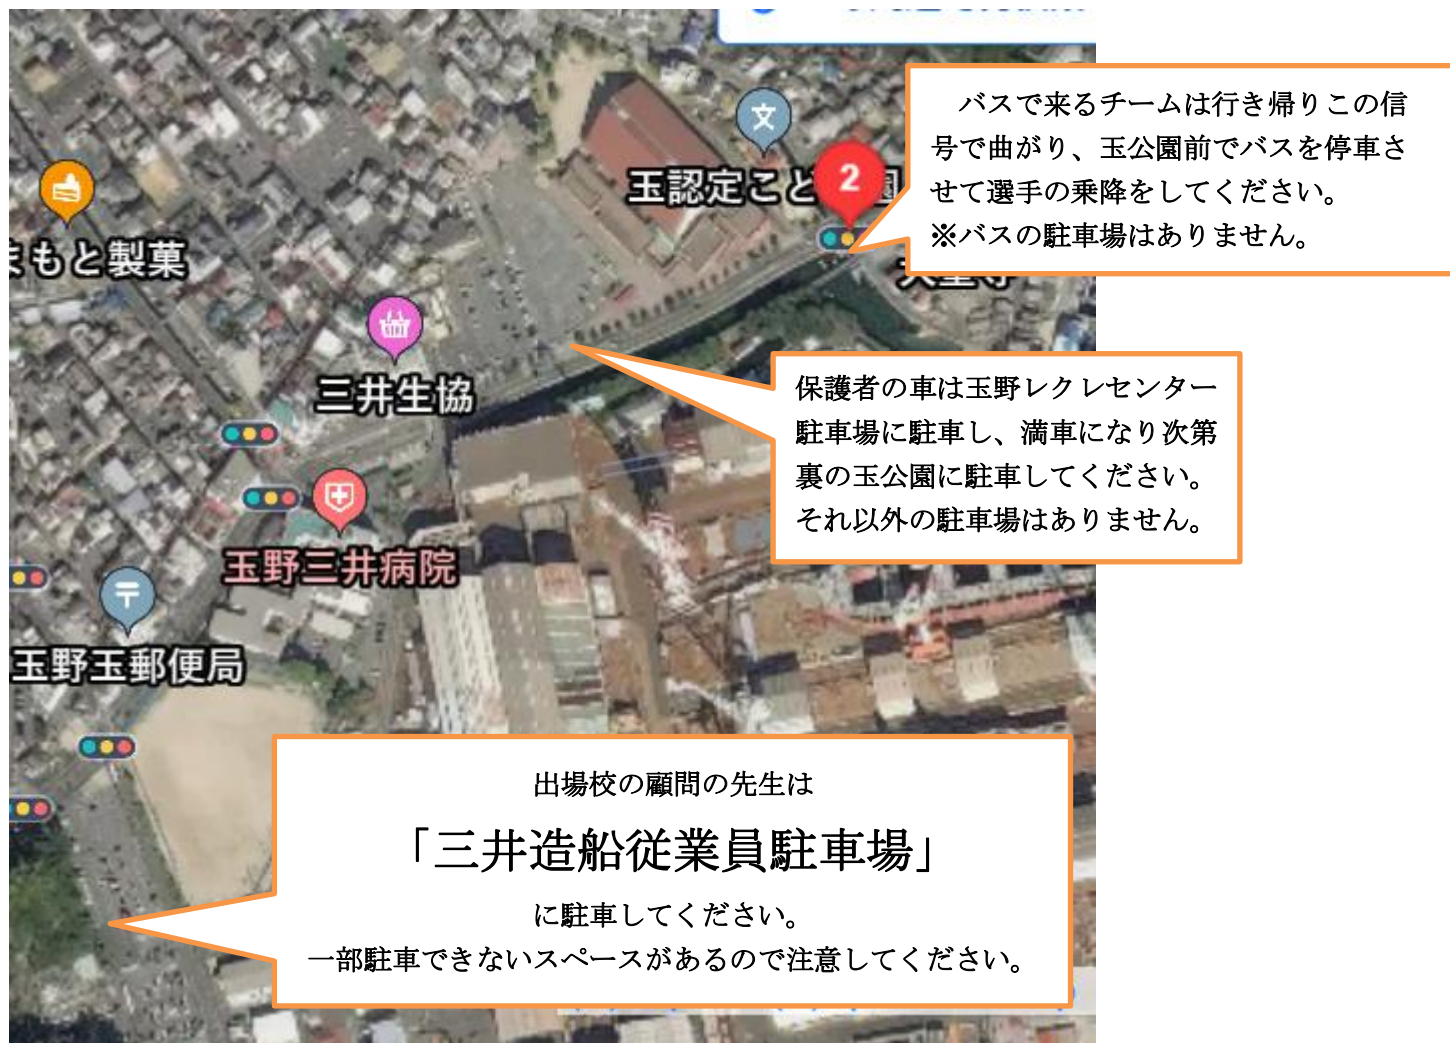 文
バスで来るチームは行き帰りこの信
号で曲がり、玉公園前でバスを停車さ
せて選手の乗降をしてください。
※バスの駐車場はありません。
2
玉認定こと
園
もと製菓
三井生協
保護者の車は玉野レクレセンター
駐車場に駐車し、満車になり次第
裏の玉公園に駐車してください。
それ以外の駐車場はありません。
玉野三井病院
〒
玉野玉郵便局
出場校の顧問の先生は
「三井造船従業員駐車場」
に駐車してください。
一部駐車できないスペースがあるので注意してください。